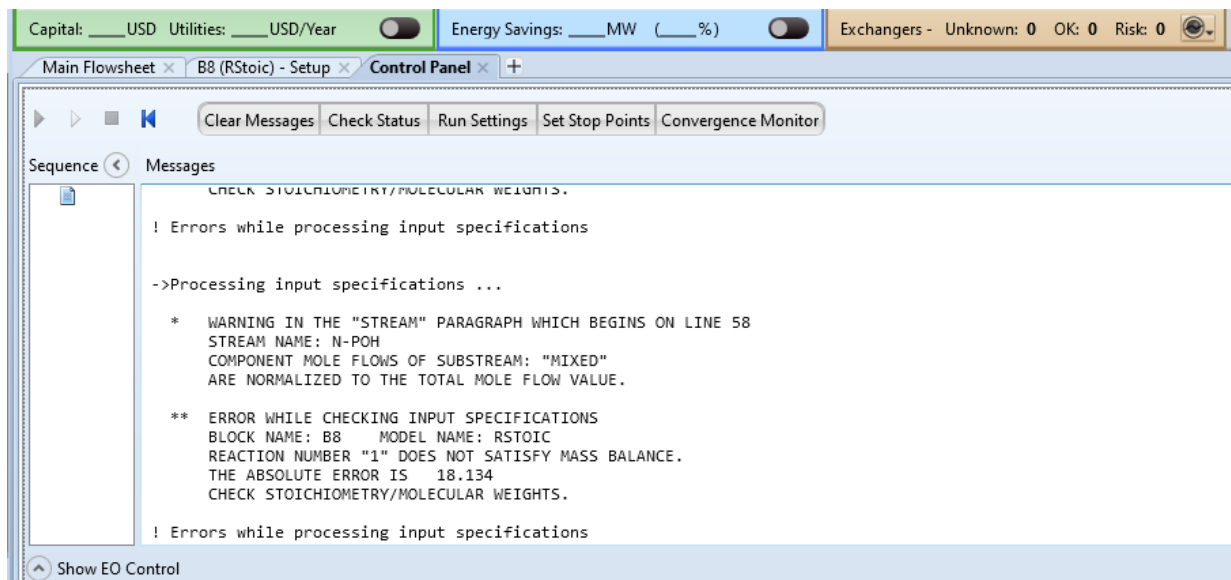 Capital: ____USD Utilities: ____USD/Year
Energy Savings: ____MW (____%)
Exchangers - Unknown: 0 OK: 0 Risk: 0
Main Flowsheet × B8 (RStoic) - Setup × Control Panel × +
Clear Messages Check Status Run Settings Set Stop Points Convergence Monitor
Sequence Messages
CHECK STOICHIOMETRY/MOLECULAR WEIGHTS.
! Errors while processing input specifications
->Processing input specifications ...
* WARNING IN THE "STREAM" PARAGRAPH WHICH BEGINS ON LINE 58
STREAM NAME: N-POH
COMPONENT MOLE FLOWS OF SUBSTREAM: "MIXED"
ARE NORMALIZED TO THE TOTAL MOLE FLOW VALUE.
** ERROR WHILE CHECKING INPUT SPECIFICATIONS
BLOCK NAME: B8 MODEL NAME: RSTOIC
REACTION NUMBER "1" DOES NOT SATISFY MASS BALANCE.
THE ABSOLUTE ERROR IS 18.134
CHECK STOICHIOMETRY/MOLECULAR WEIGHTS.
! Errors while processing input specifications
Show EO Control